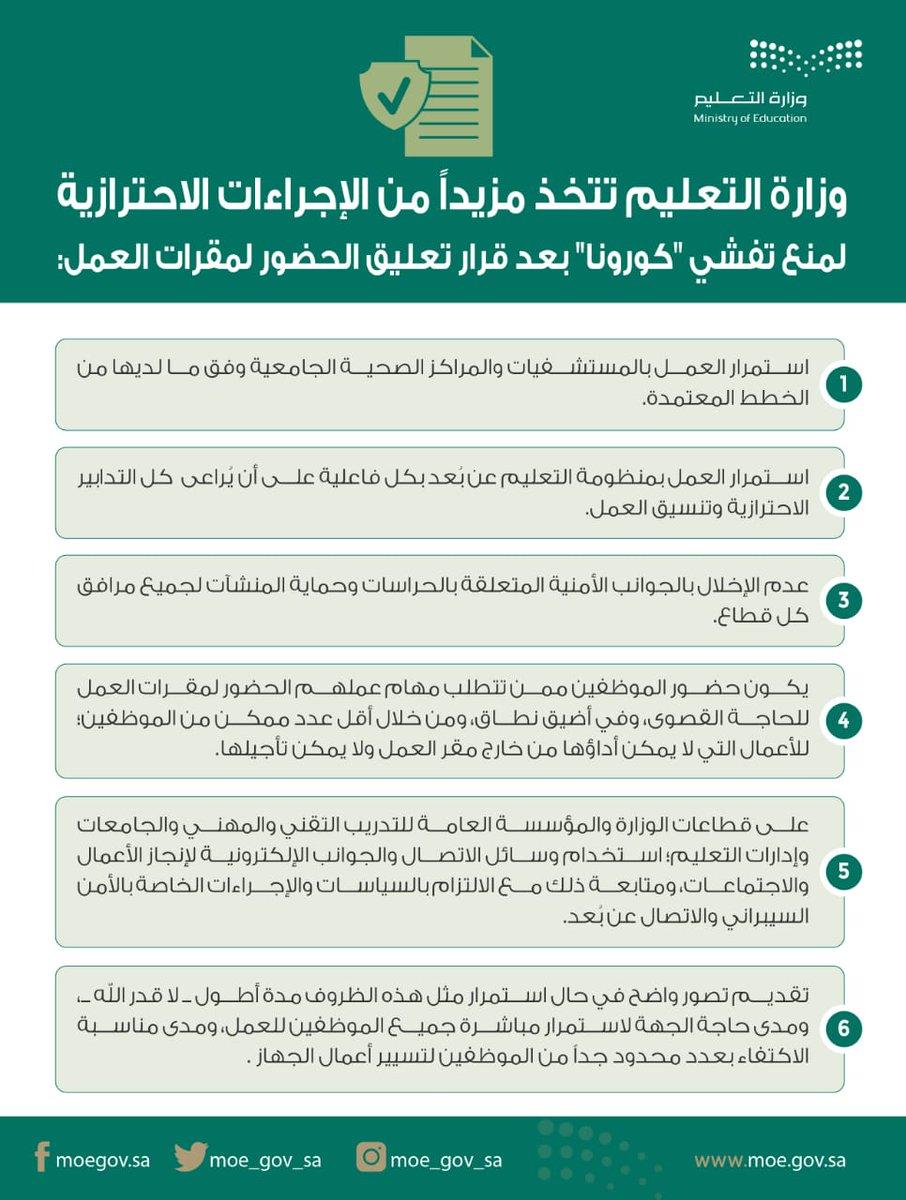 وزارة التعليم
Ministry of Education
وزارة التعليم تتخذ مزيداً من الإجراءات الاحترازية
لمنع تفشي "كورونا" بعد قرار تعليق الحضور لمقرات العمل:
1
استمرار العمل بالمستشفيات والمراكز الصحية الجامعية وفق ما لديها من
الخطط المعتمدة.
2
استمرار العمل بمنظومة التعليم عن بُعد بكل فاعلية على أن يُراعى كل التدابير
الاحترازية وتنسيق العمل.
3
عدم الإخلال بالجوانب الأمنية المتعلقة بالحراسات وحماية المنشآت لجميع مرافق
كل قطاع.
4
يكون حضور الموظفين ممن تتطلب مهام عملهم الحضور لمقرات العمل
للحاجة القصوى، وفي أضيق نطاق، ومن خلال أقل عدد ممكن من الموظفين؛
للأعمال التي لا يمكن أداؤها من خارج مقر العمل ولا يمكن تأجيلها.
5
على قطاعات الوزارة والمؤسسة العامة للتدريب التقني والمهني والجامعات
وإدارات التعليم؛ استخدام وسائل الاتصال والجوانب الإلكترونية لإنجاز الأعمال
والاجتماعات، ومتابعة ذلك مع الالتزام بالسياسات والإجراءات الخاصة بالأمن
السيبراني والاتصال عن بُعد.
6
تقديم تصور واضح في حال استمرار مثل هذه الظروف مدة أطول ـ لا قدر الله ـ،
ومدى حاجة الجهة لاستمرار مباشرة جميع الموظفين للعمل، ومدى مناسبة
الاكتفاء بعدد محدود جداً من الموظفين لتسيير أعمال الجهاز .
moegov.sa
moe_gov_sa
moe_gov_sa
www.moe.gov.sa